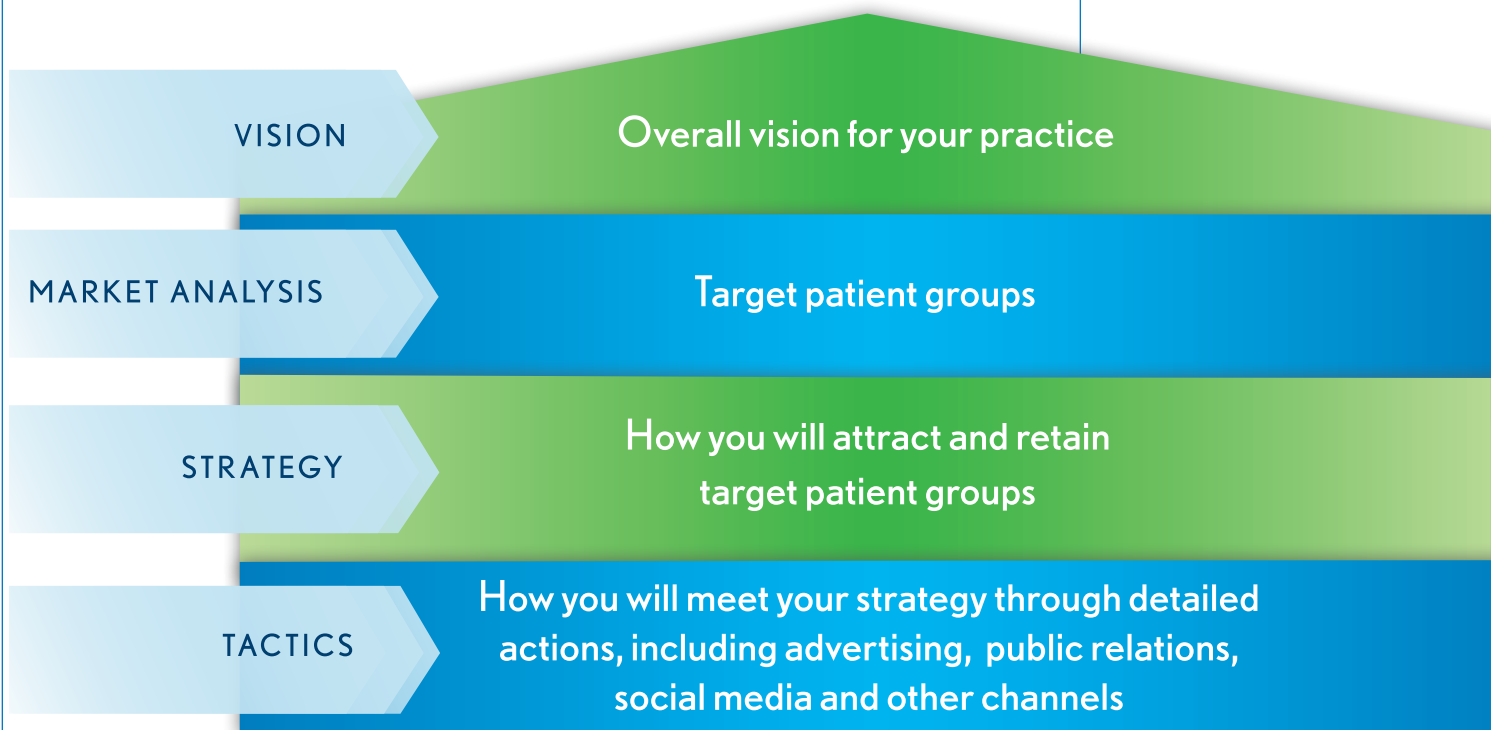 VISION
Overall vision for your practice
MARKET ANALYSIS
Target patient groups
STRATEGY
How you will attract and retain
target patient groups
TACTICS
How you will meet your strategy through detailed
actions, including advertising, public relations,
social media and other channels